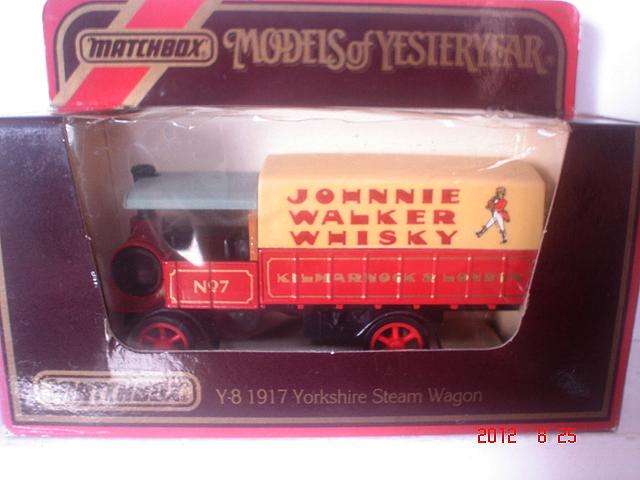 MATCHBOX
MODELS of YESTERYEAR
JOHNNIE
WALKER
WHISKY
KILMARNOCK & LONDON
No7
MATCHBOX
Y-8 1917 Yorkshire Steam Wagon
2012 8 25